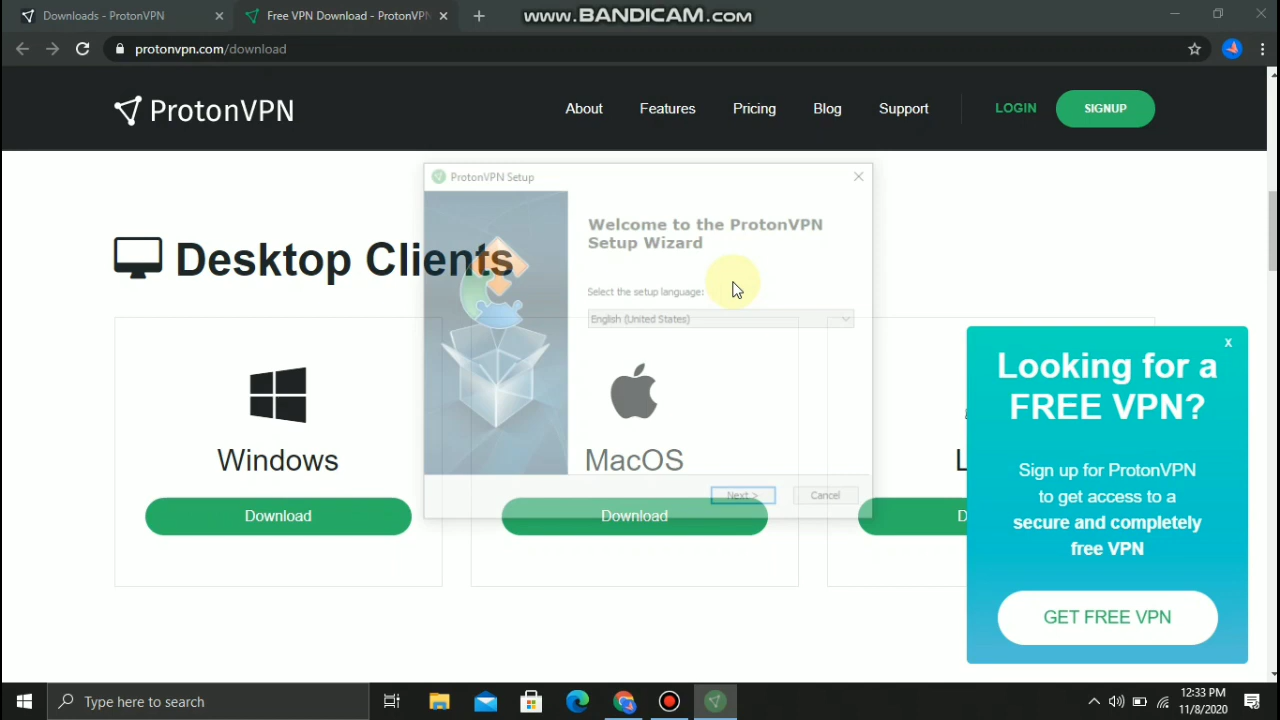 Downloads - ProtonVPN
Free VPN Download - ProtonVPN
www.BANDICAM.com
protonvpn.com/download
ProtonVPN
About
Features
Pricing
Blog
Support
LOGIN
SIGNUP
ProtonVPN Setup
Welcome to the ProtonVPN
Setup Wizard
Select the setup language:
English (United States)
Next >
Cancel
Desktop Clients
Windows
Download
MacOS
Download
L
D
x
Looking for a
FREE VPN?
Sign up for ProtonVPN
to get access to a
secure and completely
free VPN
GET FREE VPN
Type here to search
12:33 PM
11/8/2020